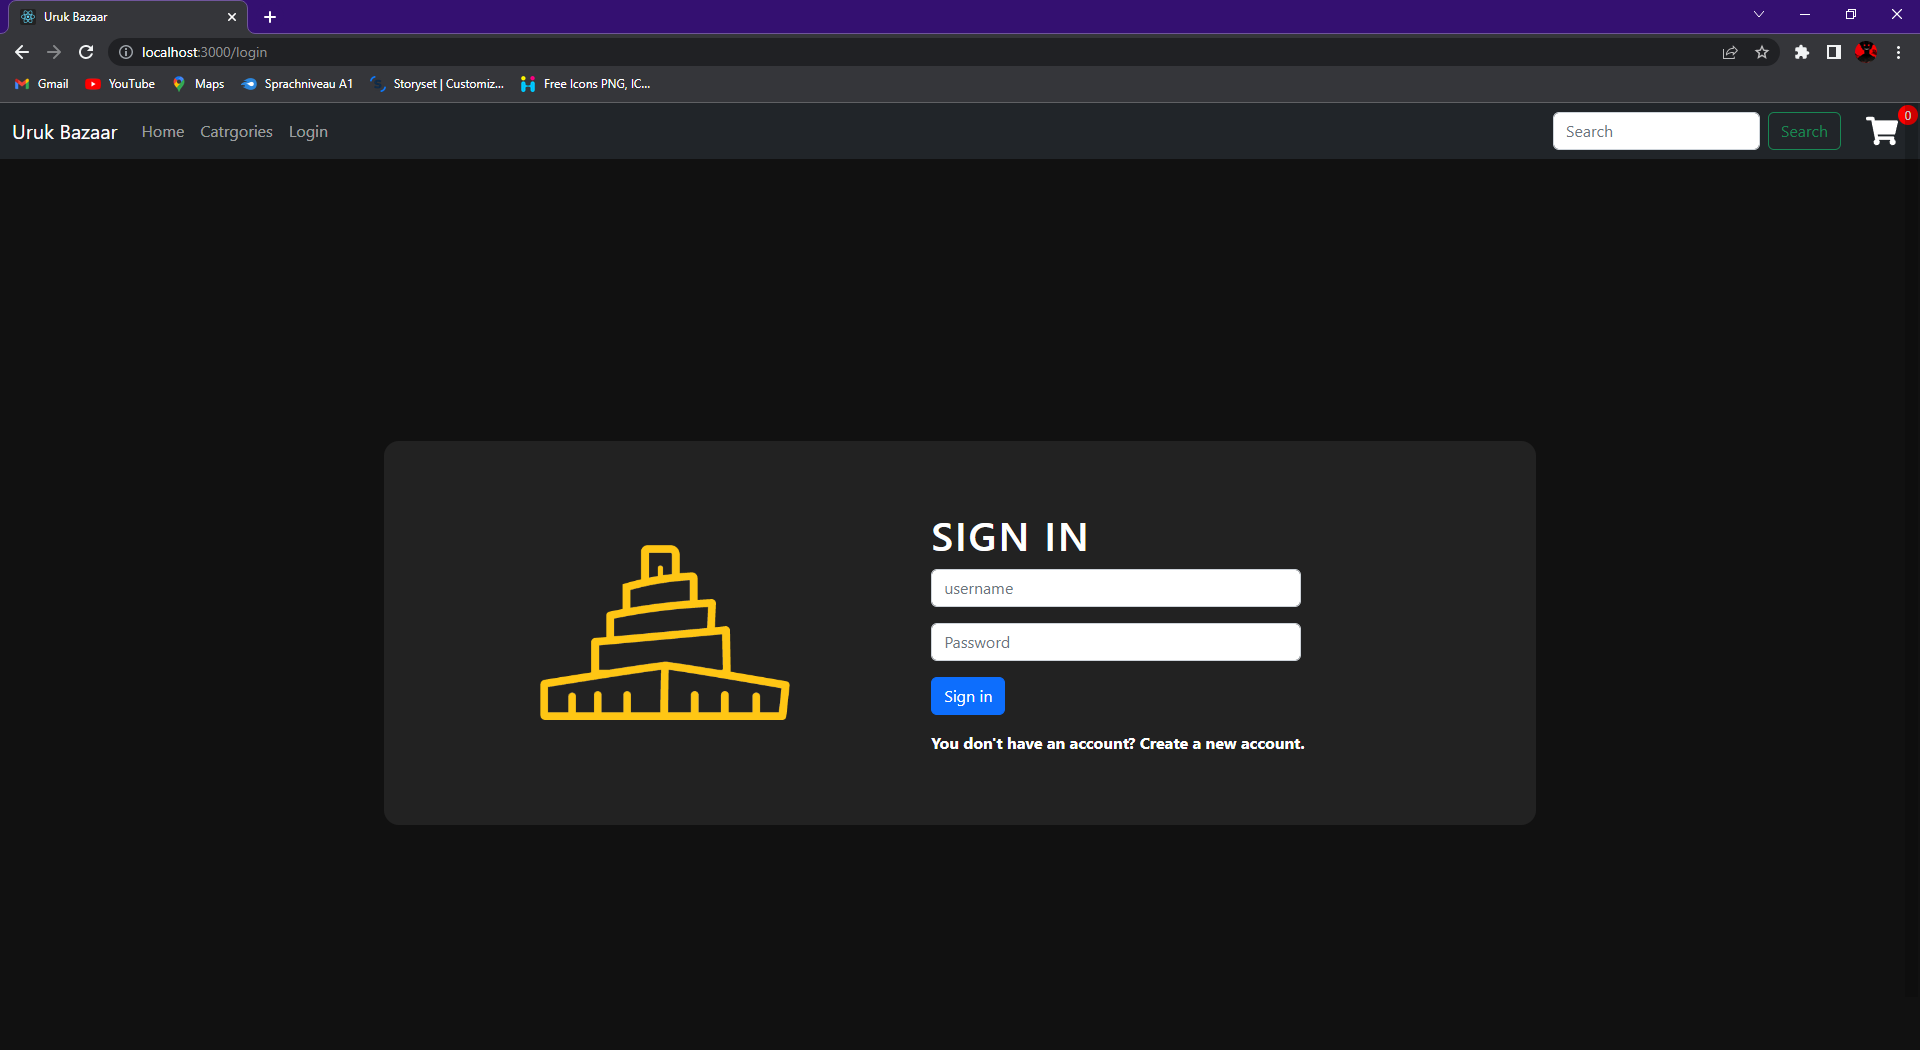 Uruk Bazaar
localhost:3000/login
Gmail YouTube Maps Sprachniveau A1 Storyset | Customiz... Free Icons PNG, IC...
Uruk Bazaar Home Catrgories Login Search Search 0
SIGN IN
username
Password
Sign in
You don't have an account? Create a new account.